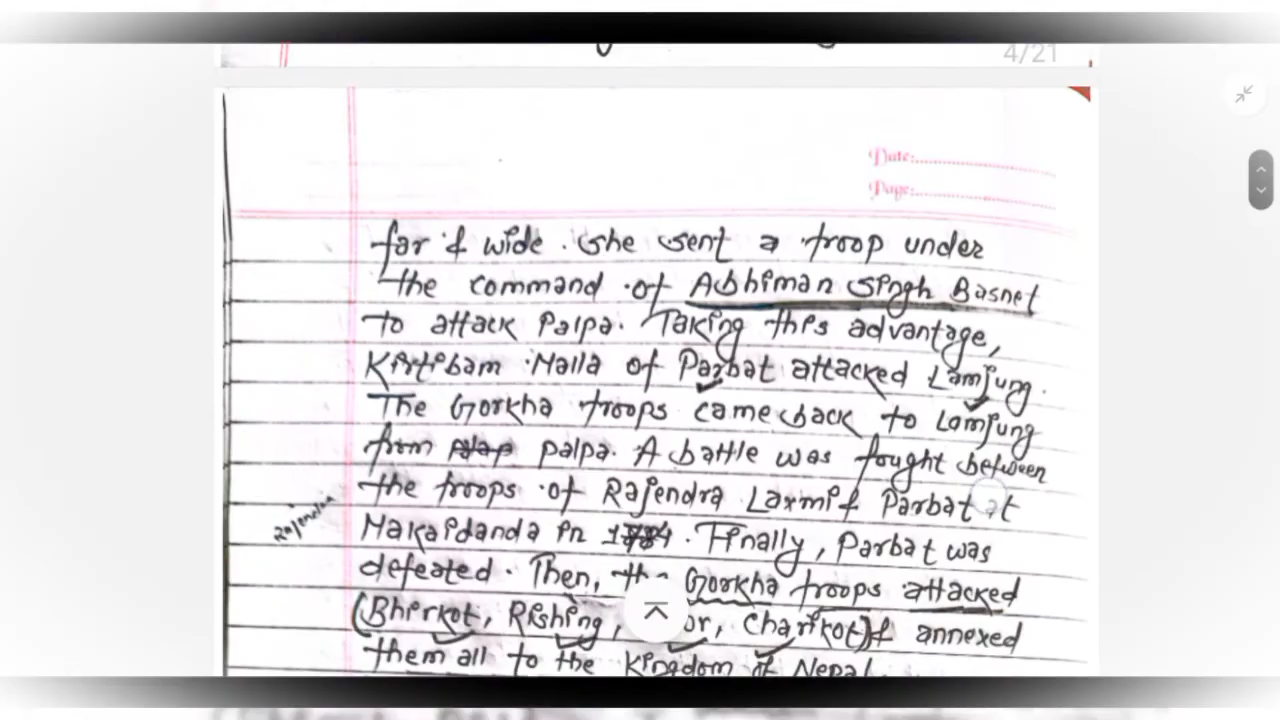 4/21
Date:
Page:
far & wide. She sent a troop under
the command of Abhiman Singh Basnet
to attack Palpa. Taking this advantage,
Kirtibam Malla of Parbat attacked Lamjung.
The Gorkha troops came back to Lamjung
from palpa. A battle was fought between
the troops of Rajendra Laxmi & Parbat at
Makaidanda in
. Finally, Parbat was
defeated. Then, the Gorkha troops attacked
(Bhirkot, Rishing, or, Charikot) & annexed
them all to the kingdom of Nepal.